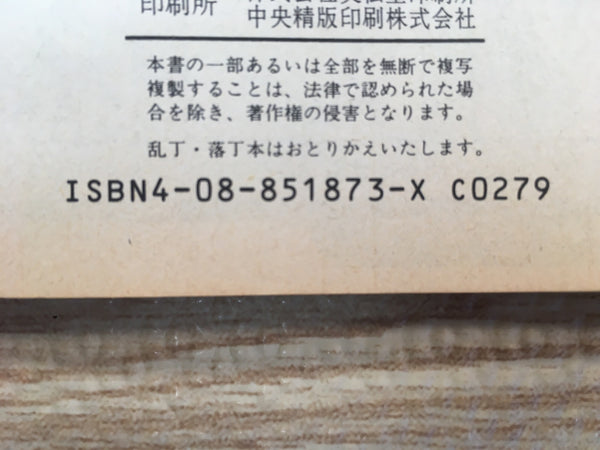 印刷所
中央精版印刷株式会社
本書の一部あるいは全部を無断で複写
複製することは、法律で認められた場
合を除き、著作権の侵害となります。
乱丁・落丁本はおとりかえいたします。
ISBN4-08-851873-X C0279